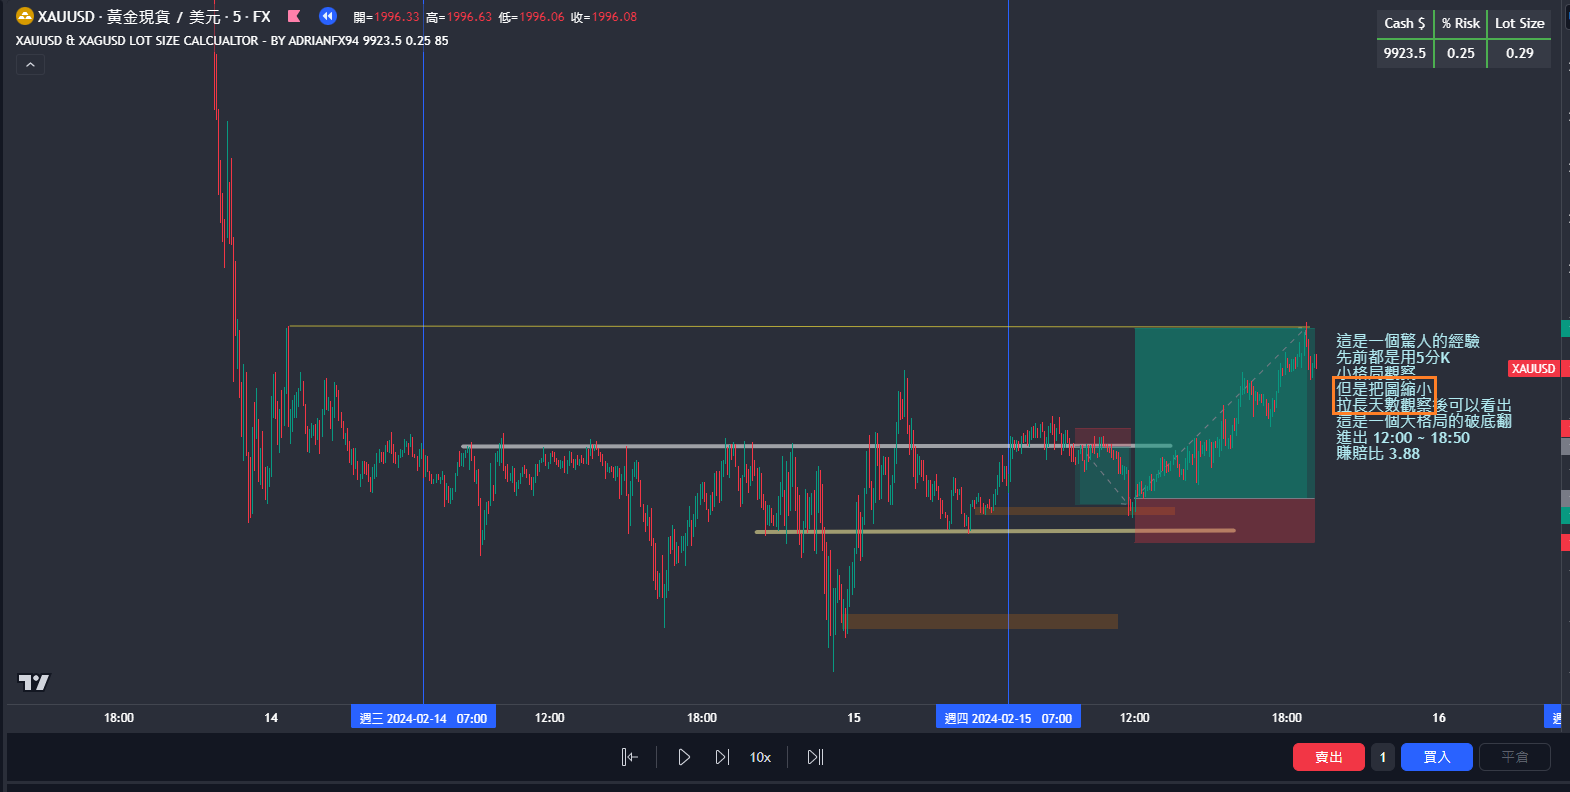 XAUUSD · 黃金現貨 / 美元 · 5 · FX 開=1996.33 高=1996.63 低=1996.06 收=1996.08
XAUUSD & XAGUSD LOT SIZE CALCUALTOR - BY ADRIANFX94 9923.5 0.25 85
Cash $ % Risk Lot Size
9923.5 0.25 0.29
這是一個驚人的經驗
先前都是用5分K
小格局觀察
XAUUSD
但是把圖縮小
拉長天數觀察後可以看出
這是一個大格局的破底翻
進出 12:00 ~ 18:50
賺賠比 3.88
18:00 14 週三 2024-02-14 07:00 12:00 18:00 15 週四 2024-02-15 07:00 12:00 18:00 16 週
10x 賣出 1 買入 平倉